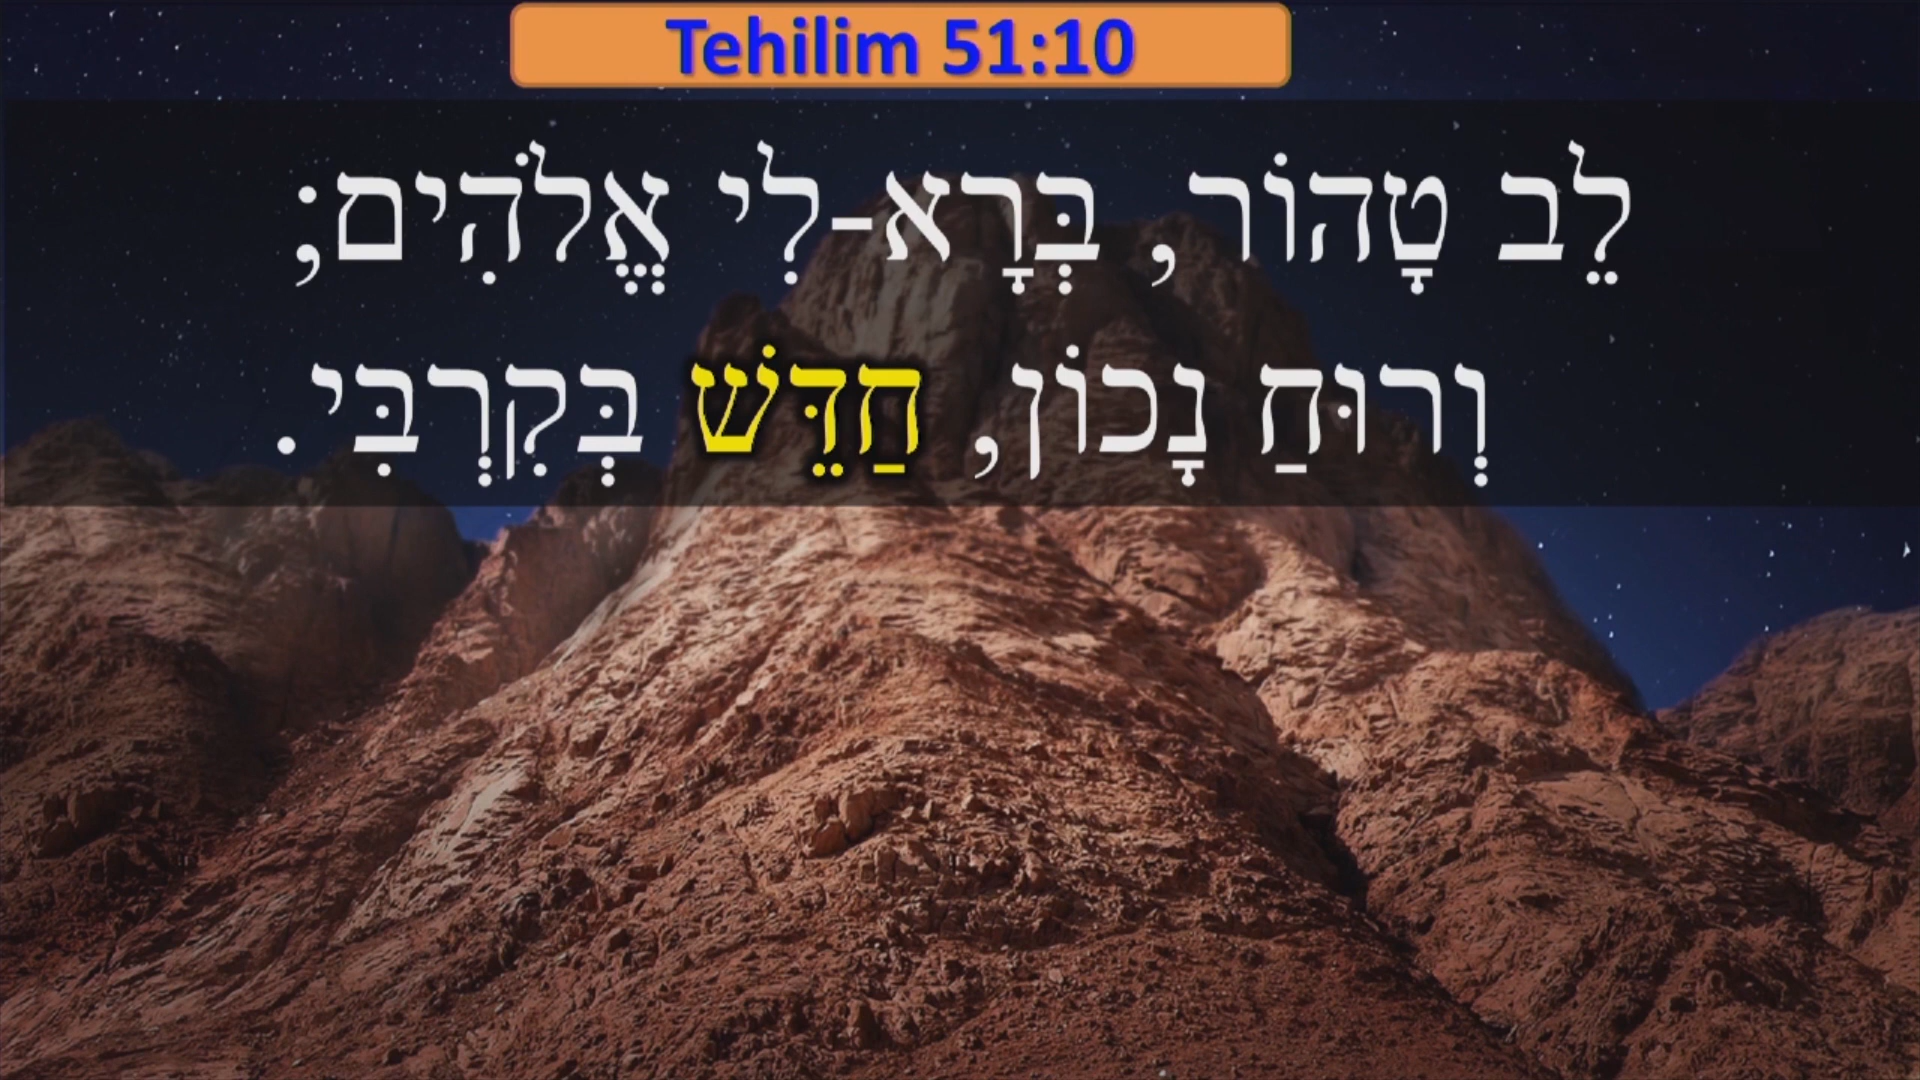 Tehilim 51:10
לֵב טָהוֹר, בְּרָא-לִי אֱלֹהִים;
וְרוּחַ נָכוֹן, חַדֵּשׁ בְּקִרְבִּי.